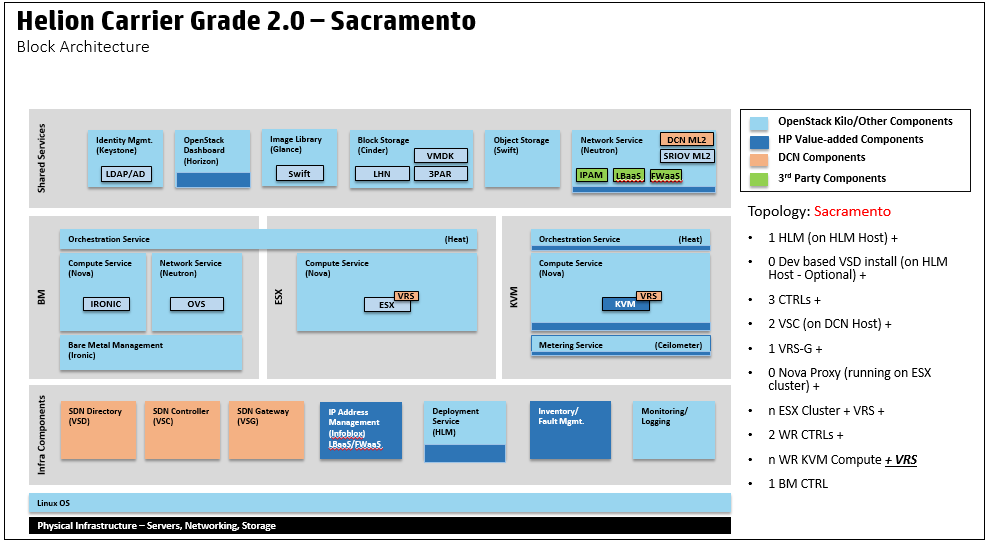 Helion Carrier Grade 2.0 – Sacramento
Block Architecture
Shared Services
Identity Mgmt.
(Keystone)
LDAP/AD
OpenStack
Dashboard
(Horizon)
Image Library
(Glance)
Swift
Block Storage
(Cinder)
VMDK
LHN
3PAR
Object Storage
(Swift)
Network Service
(Neutron)
DCN ML2
SRIOV ML2
IPAM
LBaaS
FWaaS
OpenStack Kilo/Other Components
HP Value-added Components
DCN Components
3rd Party Components
BM
Orchestration Service
(Heat)
Compute Service
(Nova)
IRONIC
Network Service
(Neutron)
OVS
Bare Metal Management
(Ironic)
ESX
Compute Service
(Nova)
VRS
ESX
KVM
Orchestration Service
(Heat)
Compute Service
(Nova)
VRS
KVM
Metering Service
(Ceilometer)
Infra Components
SDN Directory
(VSD)
SDN Controller
(VSC)
SDN Gateway
(VSG)
IP Address
Management
(Infoblox)
LBaaS/FWaaS
Deployment
Service
(HLM)
Inventory/
Fault Mgmt.
Monitoring/
Logging
Linux OS
Physical Infrastructure – Servers, Networking, Storage
Topology: Sacramento
• 1 HLM (on HLM Host) +
• 0 Dev based VSD install (on HLM
Host - Optional) +
• 3 CTRLs +
• 2 VSC (on DCN Host) +
• 1 VRS-G +
• 0 Nova Proxy (running on ESX
cluster) +
• n ESX Cluster + VRS +
• 2 WR CTRLs +
• n WR KVM Compute + VRS
• 1 BM CTRL